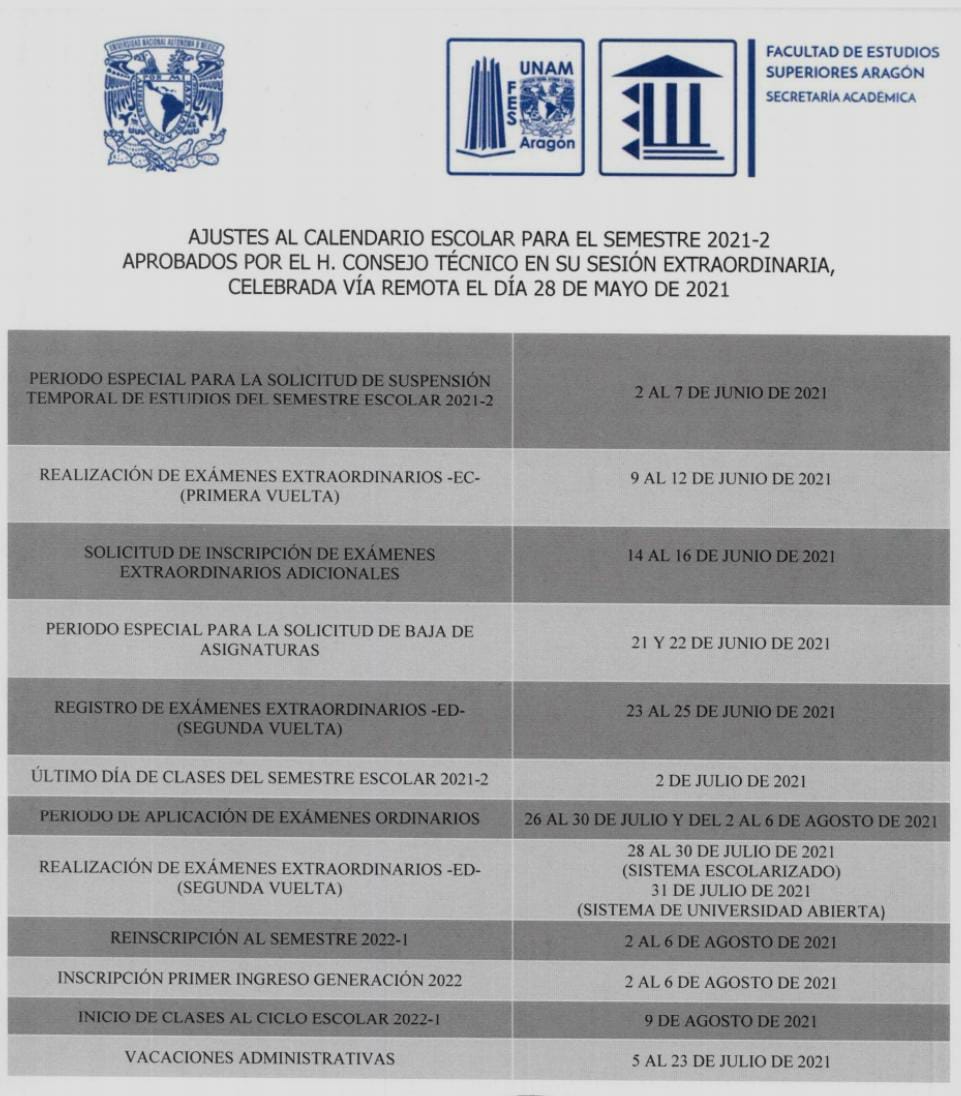 UNIVERSIDAD NACIONAL AUTONOMA D MEXICO
POR MI
UNAM
FES
Aragón
FACULTAD DE ESTUDIOS
SUPERIORES ARAGÓN
SECRETARÍA ACADÉMICA
AJUSTES AL CALENDARIO ESCOLAR PARA EL SEMESTRE 2021-2
APROBADOS POR EL H. CONSEJO TÉCNICO EN SU SESIÓN EXTRAORDINARIA,
CELEBRADA VÍA REMOTA EL DÍA 28 DE MAYO DE 2021
PERIODO ESPECIAL PARA LA SOLICITUD DE SUSPENSIÓN
TEMPORAL DE ESTUDIOS DEL SEMESTRE ESCOLAR 2021-2
2 AL 7 DE JUNIO DE 2021
REALIZACIÓN DE EXÁMENES EXTRAORDINARIOS -EC-
(PRIMERA VUELTA)
9 AL 12 DE JUNIO DE 2021
SOLICITUD DE INSCRIPCIÓN DE EXÁMENES
EXTRAORDINARIOS ADICIONALES
14 AL 16 DE JUNIO DE 2021
PERIODO ESPECIAL PARA LA SOLICITUD DE BAJA DE
ASIGNATURAS
21 Y 22 DE JUNIO DE 2021
REGISTRO DE EXÁMENES EXTRAORDINARIOS -ED-
(SEGUNDA VUELTA)
23 AL 25 DE JUNIO DE 2021
ÚLTIMO DÍA DE CLASES DEL SEMESTRE ESCOLAR 2021-2
2 DE JULIO DE 2021
PERIODO DE APLICACIÓN DE EXÁMENES ORDINARIOS
26 AL 30 DE JULIO Y DEL 2 AL 6 DE AGOSTO DE 2021
REALIZACIÓN DE EXÁMENES EXTRAORDINARIOS -ED-
(SEGUNDA VUELTA)
28 AL 30 DE JULIO DE 2021
(SISTEMA ESCOLARIZADO)
31 DE JULIO DE 2021
(SISTEMA DE UNIVERSIDAD ABIERTA)
REINSCRIPCIÓN AL SEMESTRE 2022-1
2 AL 6 DE AGOSTO DE 2021
INSCRIPCIÓN PRIMER INGRESO GENERACIÓN 2022
2 AL 6 DE AGOSTO DE 2021
INICIO DE CLASES AL CICLO ESCOLAR 2022-1
9 DE AGOSTO DE 2021
VACACIONES ADMINISTRATIVAS
5 AL 23 DE JULIO DE 2021